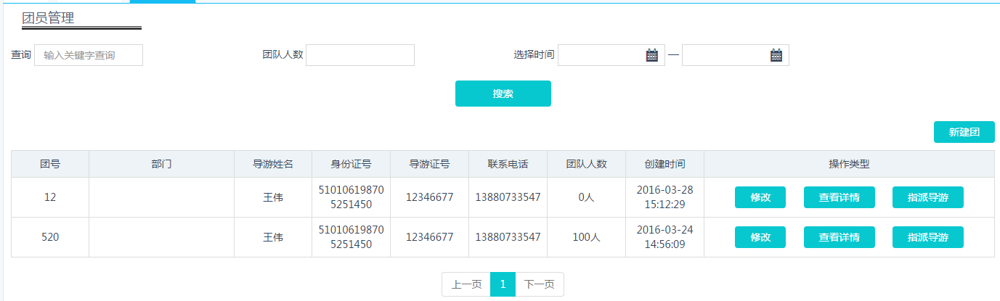 团员管理
查询 输入关键字查询 团队人数 选择时间 —
搜索
新建团
团号 部门 导游姓名 身份证号 导游证号 联系电话 团队人数 创建时间 操作类型
12 王伟 510106198705251450 12346677 13880733547 0人 2016-03-28 15:12:29 修改 查看详情 指派导游
520 王伟 510106198705251450 12346677 13880733547 100人 2016-03-24 14:56:09 修改 查看详情 指派导游
上一页 1 下一页